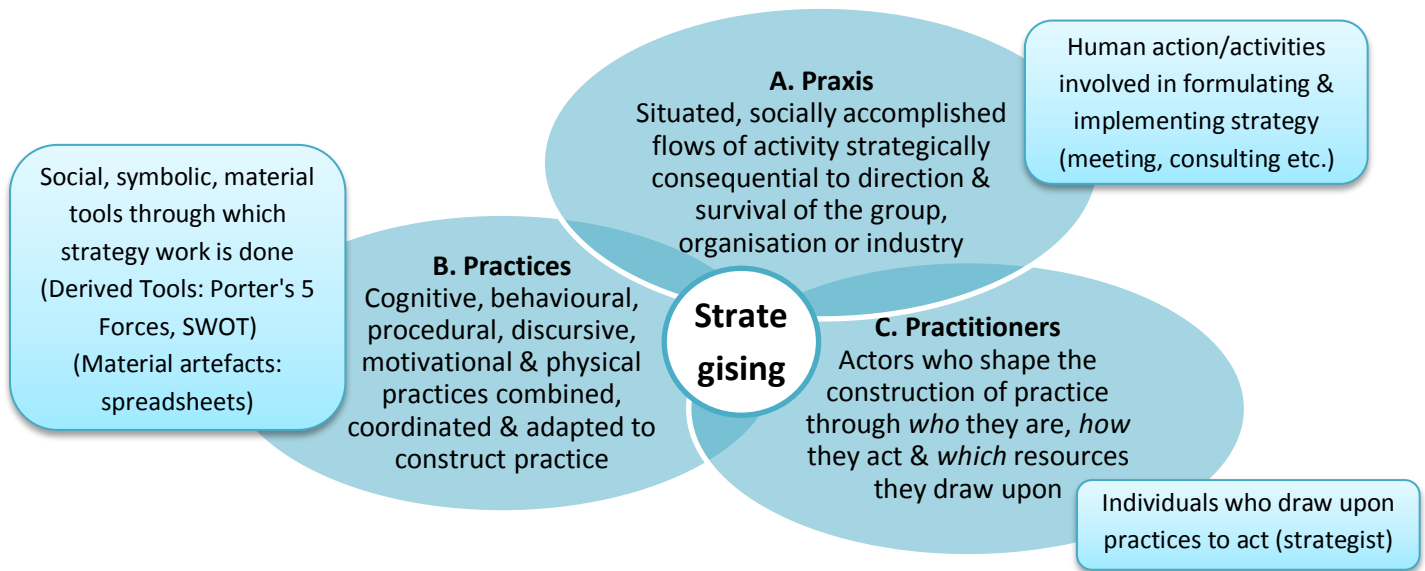 A. Praxis
Situated, socially accomplished
flows of activity strategically
consequential to direction &
survival of the group,
organisation or industry
Human action/activities
involved in formulating &
implementing strategy
(meeting, consulting etc.)
Social, symbolic, material
tools through which
strategy work is done
(Derived Tools: Porter's 5
Forces, SWOT)
(Material artefacts:
spreadsheets)
B. Practices
Cognitive, behavioural,
procedural, discursive,
motivational & physical
practices combined,
coordinated & adapted to
construct practice
Strate
gising
C. Practitioners
Actors who shape the
construction of practice
through who they are, how
they act & which resources
they draw upon
Individuals who draw upon
practices to act (strategist)